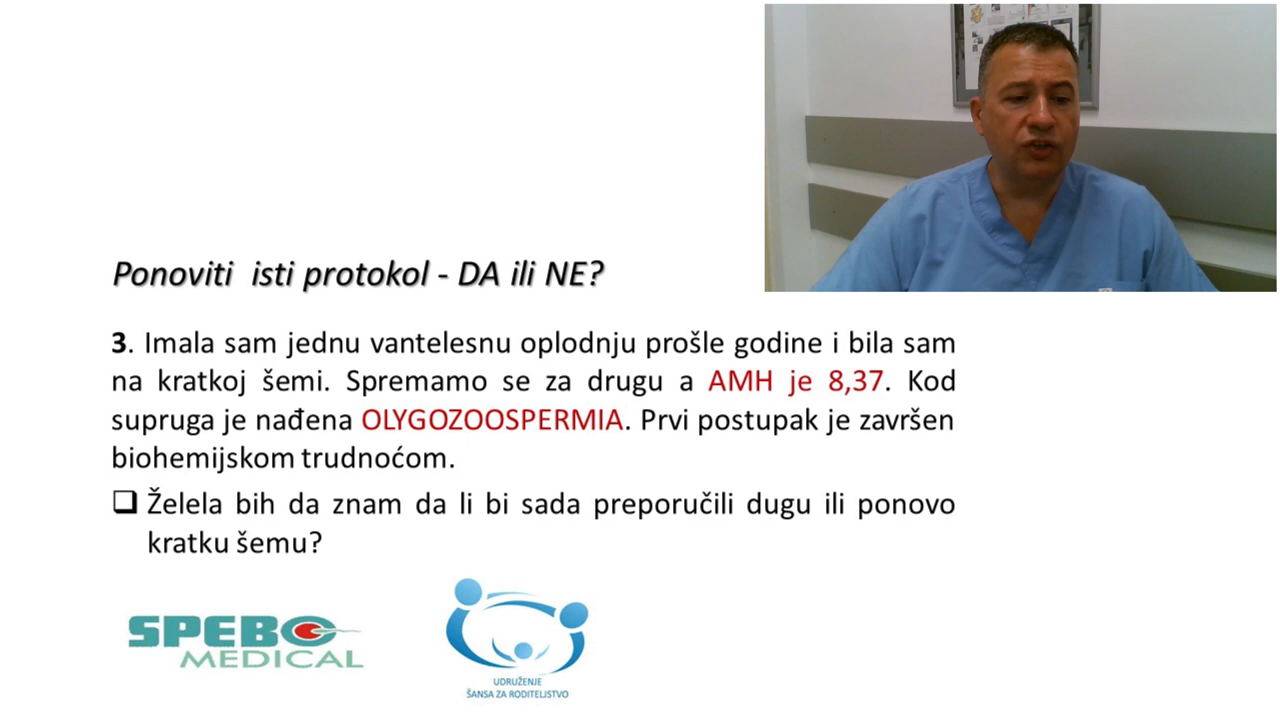 Ponoviti isti protokol - DA ili NE?
3. Imala sam jednu vantelesnu oplodnju prošle godine i bila sam
na kratkoj šemi. Spremamo se za drugu a AMH je 8,37. Kod
supruga je nađena OLYGOZOOSPERMIA. Prvi postupak je završen
biohemijskom trudnoćom.
Želela bih da znam da li bi sada preporučili dugu ili ponovo
kratku šemu?
SPEBO
MEDICAL
UDRUŽENJE
ŠANSA ZA RODITELJSTVO